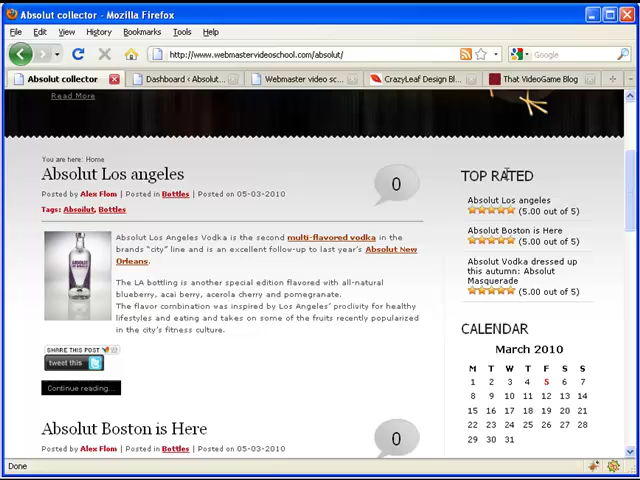 Absolut collector - Mozilla Firefox
File Edit View History Bookmarks Tools Help
http://www.webmastervideoschool.com/absolut/
Google
Absolut collector
Dashboard ‹ Absolut...
Webmaster video sc...
CrazyLeaf Design Bl...
That VideoGame Blog
Read More
You are here: Home
Absolut Los angeles
Posted by Alex Flom | Posted in Bottles | Posted on 05-03-2010
0
Tags: Absoilut, Bottles
Absolut Los Angeles Vodka is the second multi-flavored vodka in the
brands "city" line and is an excellent follow-up to last year's Absolut New
Orleans.
The LA bottling is another special edition flavored with all-natural
blueberry, acai berry, acerola cherry and pomegranate.
The flavor combination was inspired by Los Angeles' proclivity for healthy
lifestyles and eating and takes on some of the fruits recently popularized
in the city's fitness culture.
SHARE THIS POST
tweet this
Continue reading...
Absolut Boston is Here
Posted by Alex Flom | Posted in Bottles | Posted on 05-03-2010
0
TOP RATED
Absolut Los angeles
(5.00 out of 5)
Absolut Boston is Here
(5.00 out of 5)
Absolut Vodka dressed up
this autumn: Absolut
Masquerade
(5.00 out of 5)
CALENDAR
March 2010
M T W T F S S
1 2 3 4 5 6 7
8 9 10 11 12 13 14
15 16 17 18 19 20 21
22 23 24 25 26 27 28
29 30 31
Done